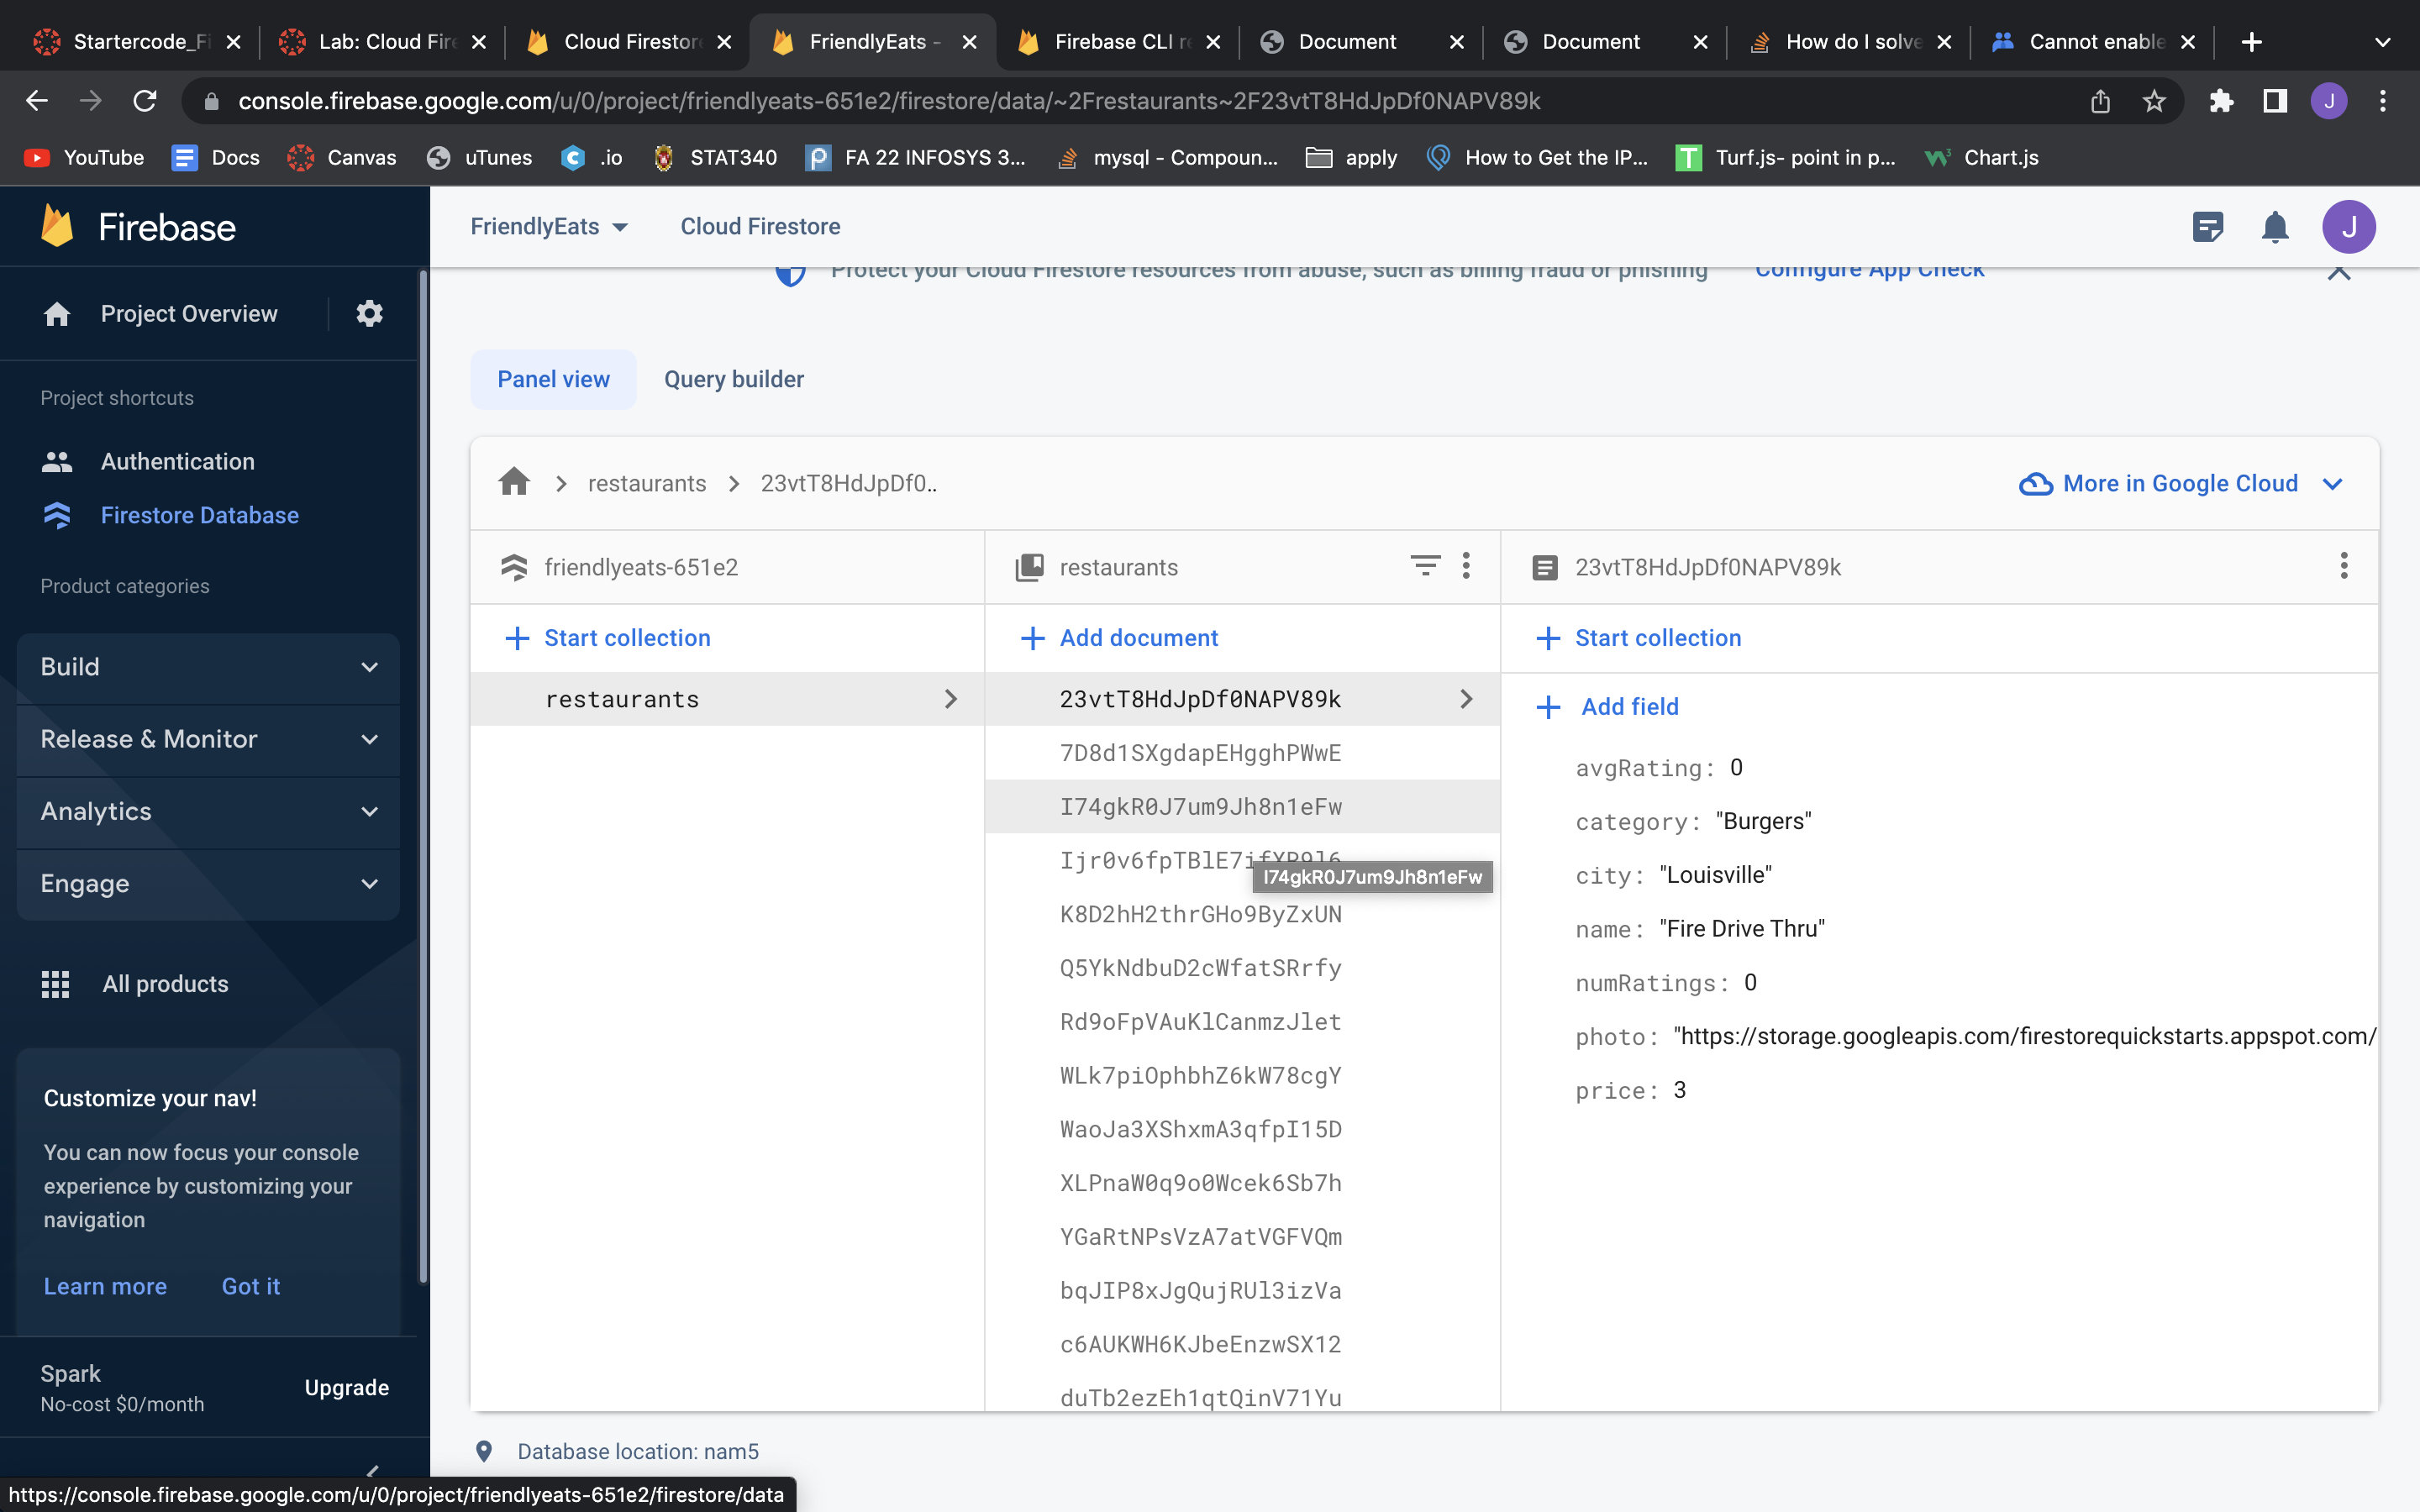 Startercode_Fi
Lab: Cloud Fire
Cloud Firestore
FriendlyEats -
Firebase CLI re
Document
Document
How do I solve
Cannot enable
console.firebase.google.com/u/0/project/friendlyeats-651e2/firestore/data/~2Frestaurants~2F23vtT8HdJpDf0NAPV89k
J
YouTube
Docs
Canvas
uTunes
.io
STAT340
FA 22 INFOSYS 3...
mysql - Compoun...
apply
How to Get the IP...
Turf.js- point in p...
Chart.js
Firebase
FriendlyEats
Cloud Firestore
J
Protect your Cloud Firestore resources from abuse, such as billing fraud or phishing
Configure App Check
Project Overview
Project shortcuts
Authentication
Firestore Database
Product categories
Build
Release & Monitor
Analytics
Engage
All products
Customize your nav!
You can now focus your console
experience by customizing your
navigation
Learn more
Got it
Spark
No-cost $0/month
Upgrade
Panel view
Query builder
restaurants
23vtT8HdJpDf0..
More in Google Cloud
friendlyeats-651e2
Start collection
restaurants
restaurants
Add document
23vtT8HdJpDf0NAPV89k
7D8d1SXgdapEHgghPWwE
I74gkR0J7um9Jh8n1eFw
Ijr0v6fpTBlE7ifXR9l6
I74gkR0J7um9Jh8n1eFw
K8D2hH2thrGHo9ByZxUN
Q5YkNdbuD2cWfatSRrfy
Rd9oFpVAuKlCanmzJlet
WLk7piOphbhZ6kW78cgY
WaoJa3XShxmA3qfpI15D
XLPnaW0q9o0Wcek6Sb7h
YGaRtNPsVzA7atVGFVQm
bqJIP8xJgQujRUl3izVa
c6AUKWH6KJbeEnzwSX12
duTb2ezEh1qtQinV71Yu
23vtT8HdJpDf0NAPV89k
Start collection
Add field
avgRating: 0
category: "Burgers"
city: "Louisville"
name: "Fire Drive Thru"
numRatings: 0
photo: "https://storage.googleapis.com/firestorequickstarts.appspot.com/
price: 3
Database location: nam5
https://console.firebase.google.com/u/0/project/friendlyeats-651e2/firestore/data